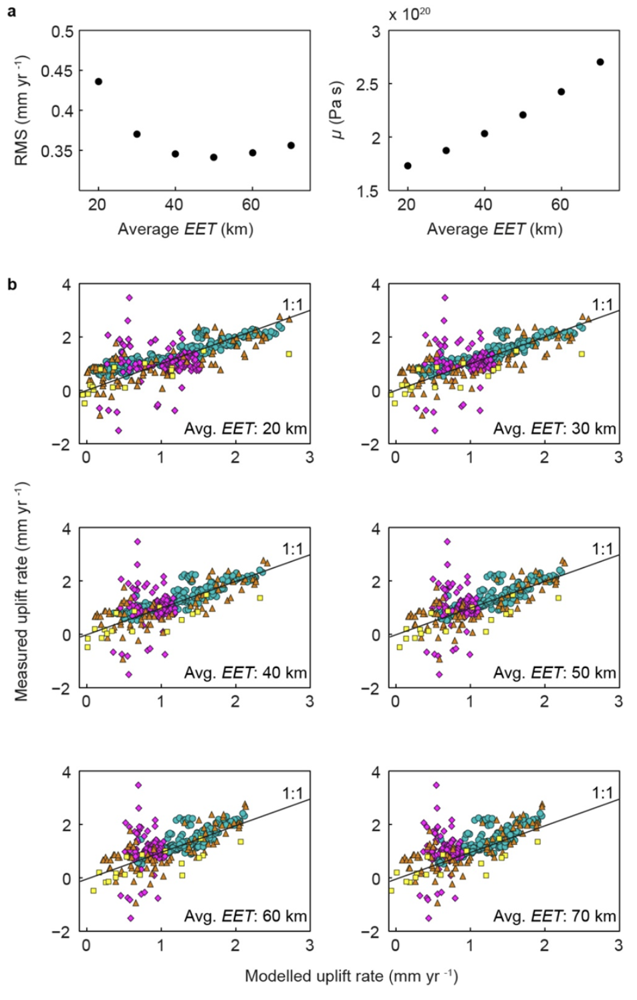 a
x 10²⁰
0.5
0.45
0.4
0.35
RMS (mm yr ⁻¹)
20 40 60
Average EET (km)
3
2.5
2
1.5
μ (Pa s)
20 40 60
Average EET (km)
b
4
2
0
−2
1:1
Avg. EET: 20 km
0 1 2 3
4
2
0
−2
1:1
Avg. EET: 30 km
0 1 2 3
Measured uplift rate (mm yr ⁻¹)
4
2
0
−2
1:1
Avg. EET: 40 km
0 1 2 3
4
2
0
−2
1:1
Avg. EET: 50 km
0 1 2 3
4
2
0
−2
1:1
Avg. EET: 60 km
0 1 2 3
4
2
0
−2
1:1
Avg. EET: 70 km
0 1 2 3
Modelled uplift rate (mm yr ⁻¹)